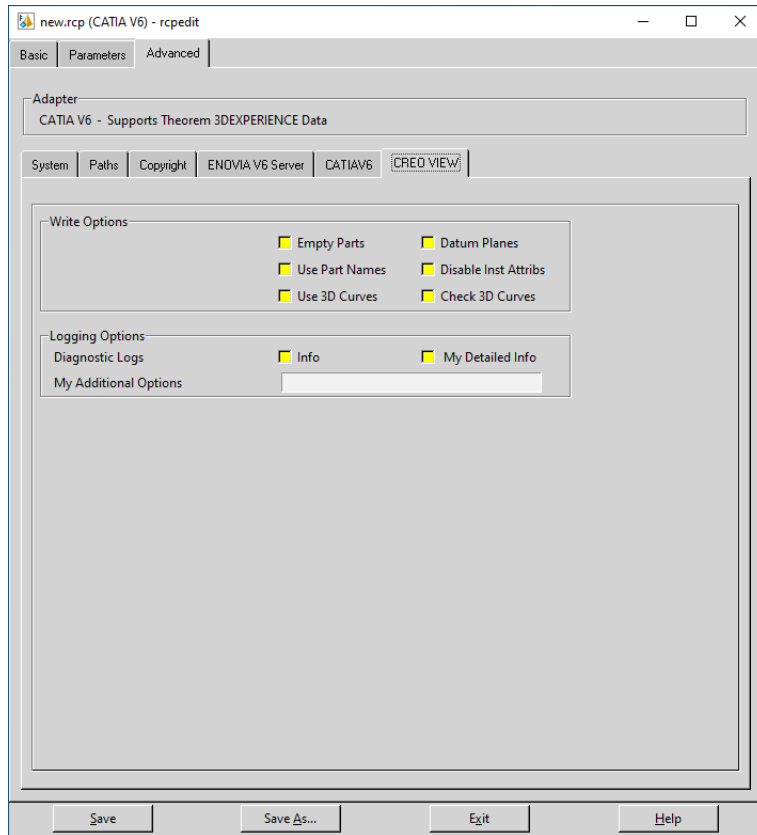 new.rcp (CATIA V6) - rcpedit
Basic Parameters Advanced
Adapter
CATIA V6 - Supports Theorem 3DEXPERIENCE Data
System Paths Copyright ENOVIA V6 Server CATIAV6 CREO VIEW
Write Options
Empty Parts Datum Planes
Use Part Names Disable Inst Attribs
Use 3D Curves Check 3D Curves
Logging Options
Diagnostic Logs Info My Detailed Info
My Additional Options
Save Save As... Exit Help